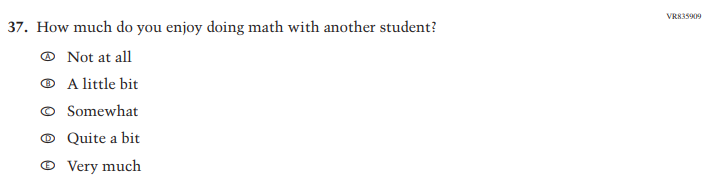 VR835909
37. How much do you enjoy doing math with another student?
A Not at all
B A little bit
C Somewhat
D Quite a bit
E Very much